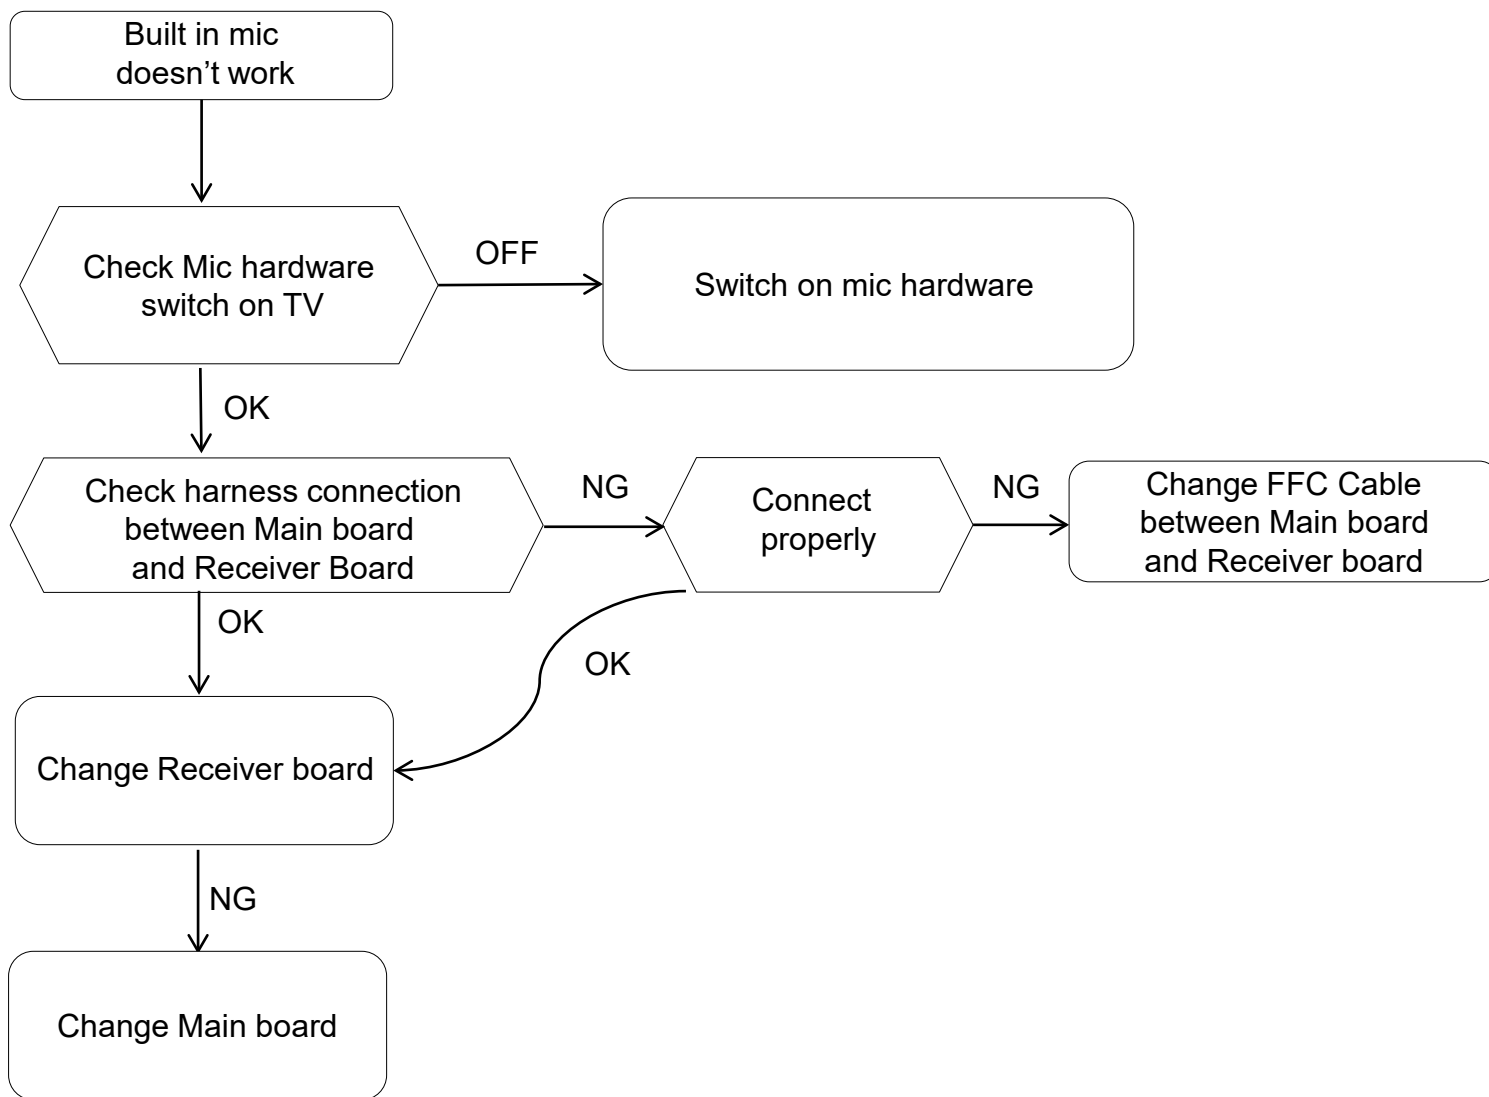 Built in mic
doesn’t work
Check Mic hardware
switch on TV
OFF
Switch on mic hardware
OK
Check harness connection
between Main board
and Receiver Board
NG
Connect
properly
NG
Change FFC Cable
between Main board
and Receiver board
OK
OK
Change Receiver board
NG
Change Main board